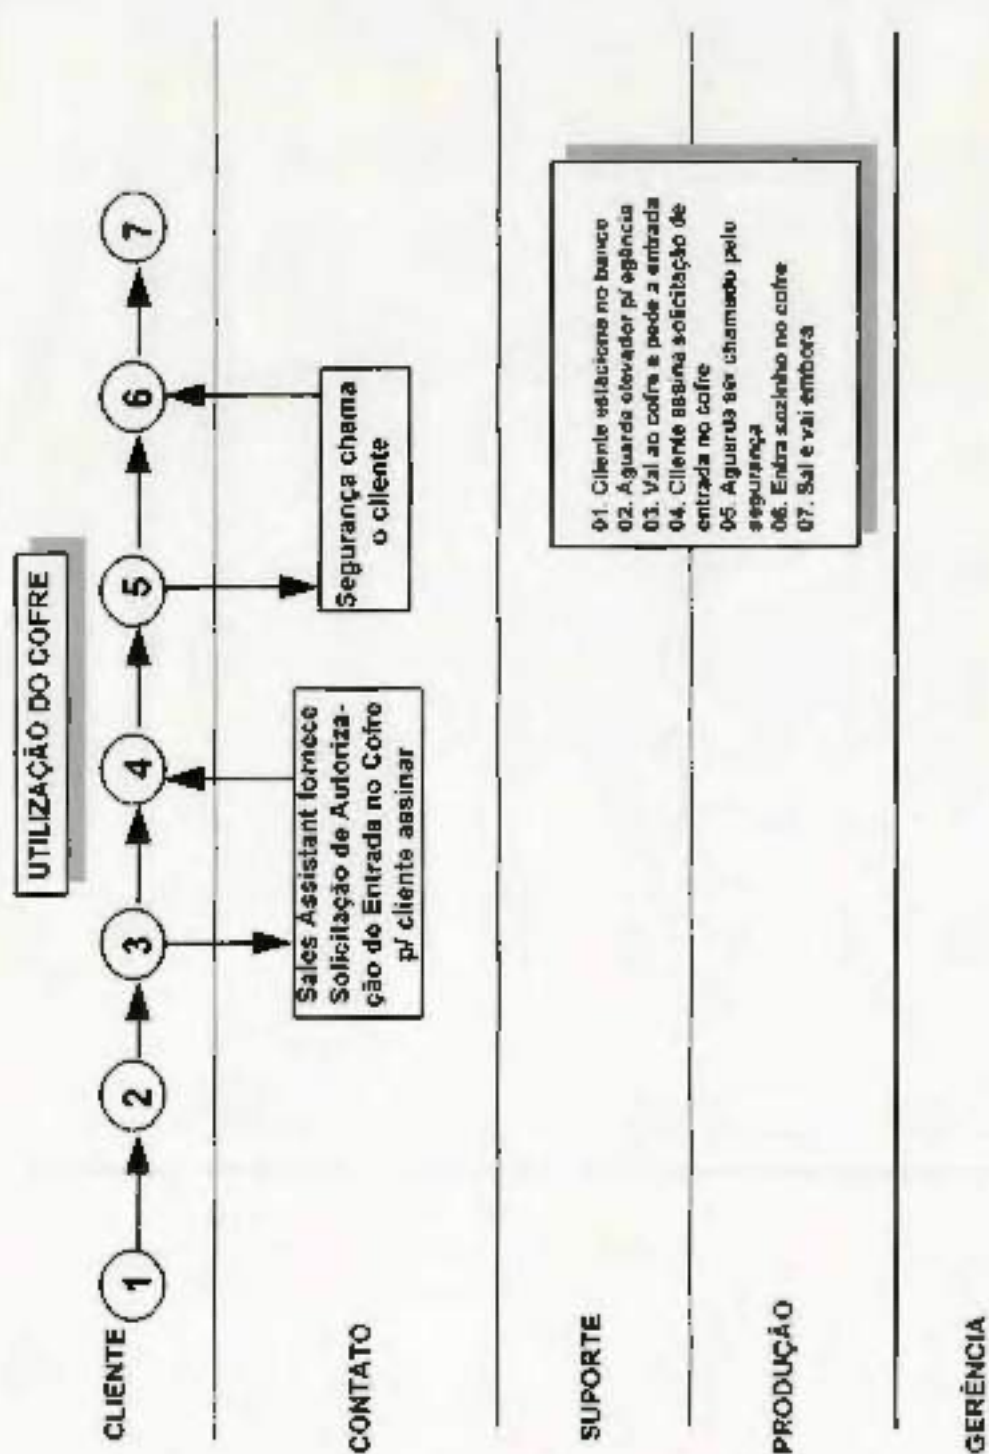 UTILIZAÇÃO DO COFRE
CLIENTE
1
2
3
4
5
6
7
CONTATO
Sales Assistant fornece
Solicitação de Autoriza-
ção de Entrada no Cofre
p/ cliente assinar
Segurança chama
o cliente
SUPORTE
PRODUÇÃO
01. Cliente estaciona no banco
02. Aguarda elevador p/ agência
03. Vai ao cofre e pede a entrada
04. Cliente assina solicitação de
entrada no cofre
05. Aguarda ser chamado pelo
segurança
06. Entra sozinho no cofre
07. Sai e vai embora
GERÊNCIA